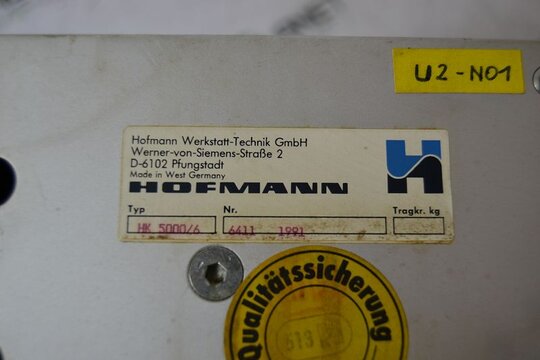 U2-N01
Hofmann Werkstatt-Technik GmbH
Werner-von-Siemens-Straße 2
D-6102 Pfungstadt
Made in West Germany
HOFMANN
Typ Nr. Tragkr. kg
HK 5000/6 6411 1991
Qualitätssicherung